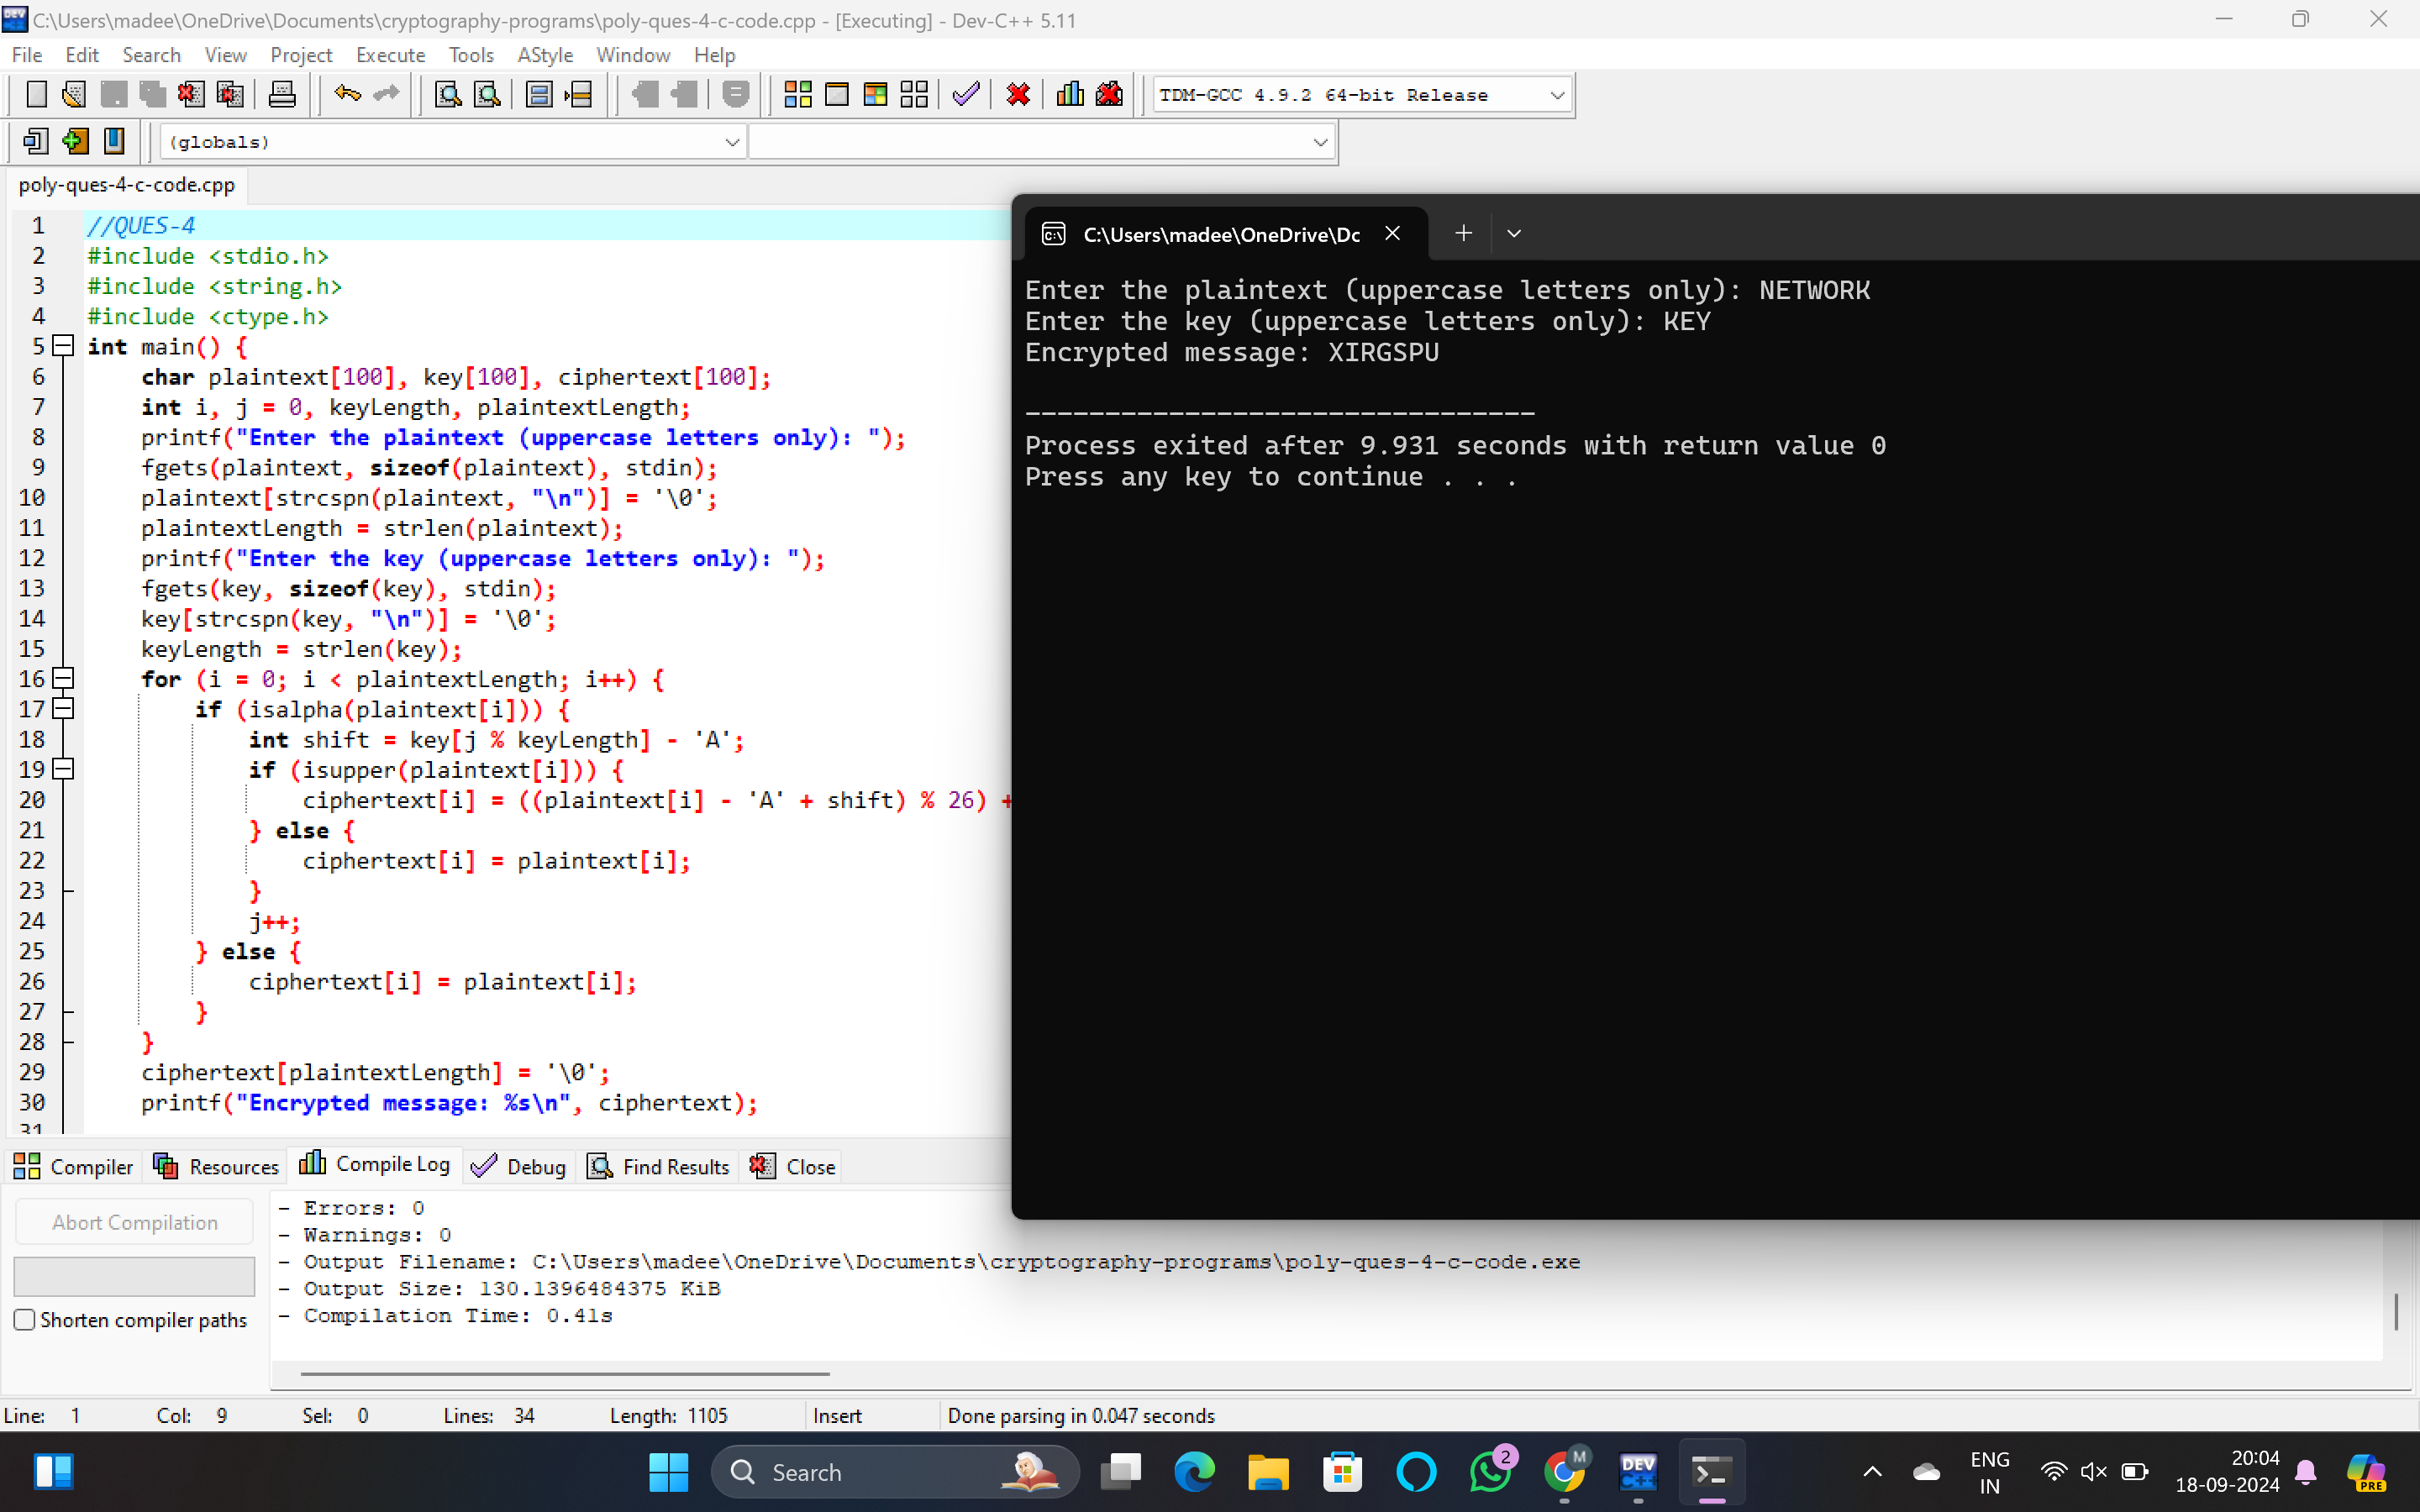 C:\Users\madee\OneDrive\Documents\cryptography-programs\poly-ques-4-c-code.cpp - [Executing] - Dev-C++ 5.11
File Edit Search View Project Execute Tools AStyle Window Help
TDM-GCC 4.9.2 64-bit Release
(globals)
poly-ques-4-c-code.cpp
1 //QUES-4
2 #include <stdio.h>
3 #include <string.h>
4 #include <ctype.h>
5 int main() {
6 char plaintext[100], key[100], ciphertext[100];
7 int i, j = 0, keyLength, plaintextLength;
8 printf("Enter the plaintext (uppercase letters only): ");
9 fgets(plaintext, sizeof(plaintext), stdin);
10 plaintext[strcspn(plaintext, "\n")] = '\0';
11 plaintextLength = strlen(plaintext);
12 printf("Enter the key (uppercase letters only): ");
13 fgets(key, sizeof(key), stdin);
14 key[strcspn(key, "\n")] = '\0';
15 keyLength = strlen(key);
16 for (i = 0; i < plaintextLength; i++) {
17 if (isalpha(plaintext[i])) {
18 int shift = key[j % keyLength] - 'A';
19 if (isupper(plaintext[i])) {
20 ciphertext[i] = ((plaintext[i] - 'A' + shift) % 26) +
21 } else {
22 ciphertext[i] = plaintext[i];
23 }
24 j++;
25 } else {
26 ciphertext[i] = plaintext[i];
27 }
28 }
29 ciphertext[plaintextLength] = '\0';
30 printf("Encrypted message: %s\n", ciphertext);
31
C:\Users\madee\OneDrive\Dc
Enter the plaintext (uppercase letters only): NETWORK
Enter the key (uppercase letters only): KEY
Encrypted message: XIRGSPU
--------------------------------
Process exited after 9.931 seconds with return value 0
Press any key to continue . . .
Compiler Resources Compile Log Debug Find Results Close
Abort Compilation
Shorten compiler paths
- Errors: 0
- Warnings: 0
- Output Filename: C:\Users\madee\OneDrive\Documents\cryptography-programs\poly-ques-4-c-code.exe
- Output Size: 130.1396484375 KiB
- Compilation Time: 0.41s
Line: 1 Col: 9 Sel: 0 Lines: 34 Length: 1105 Insert Done parsing in 0.047 seconds
Search
2
M
DEV C++
ENG
IN
20:04
18-09-2024
PRE